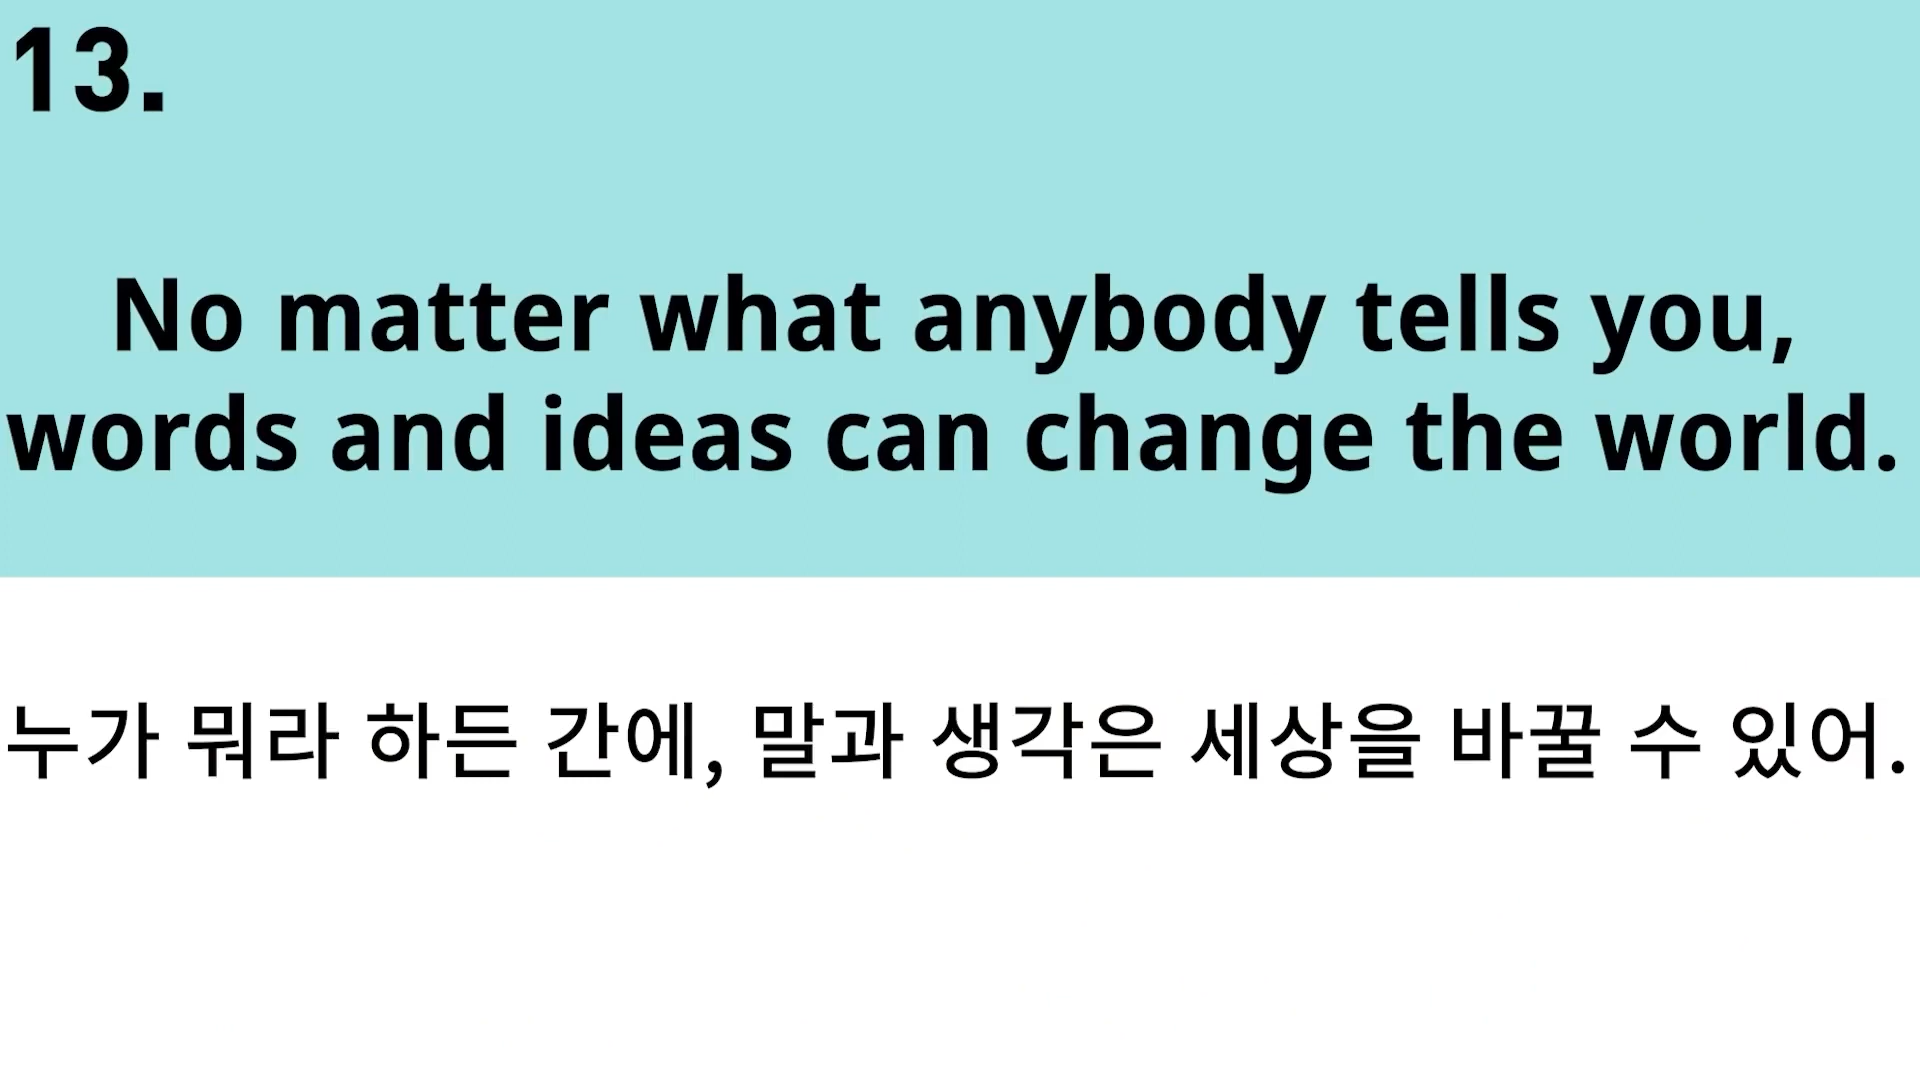 13.
No matter what anybody tells you,
words and ideas can change the world.
누가 뭐라 하든 간에, 말과 생각은 세상을 바꿀 수 있어.